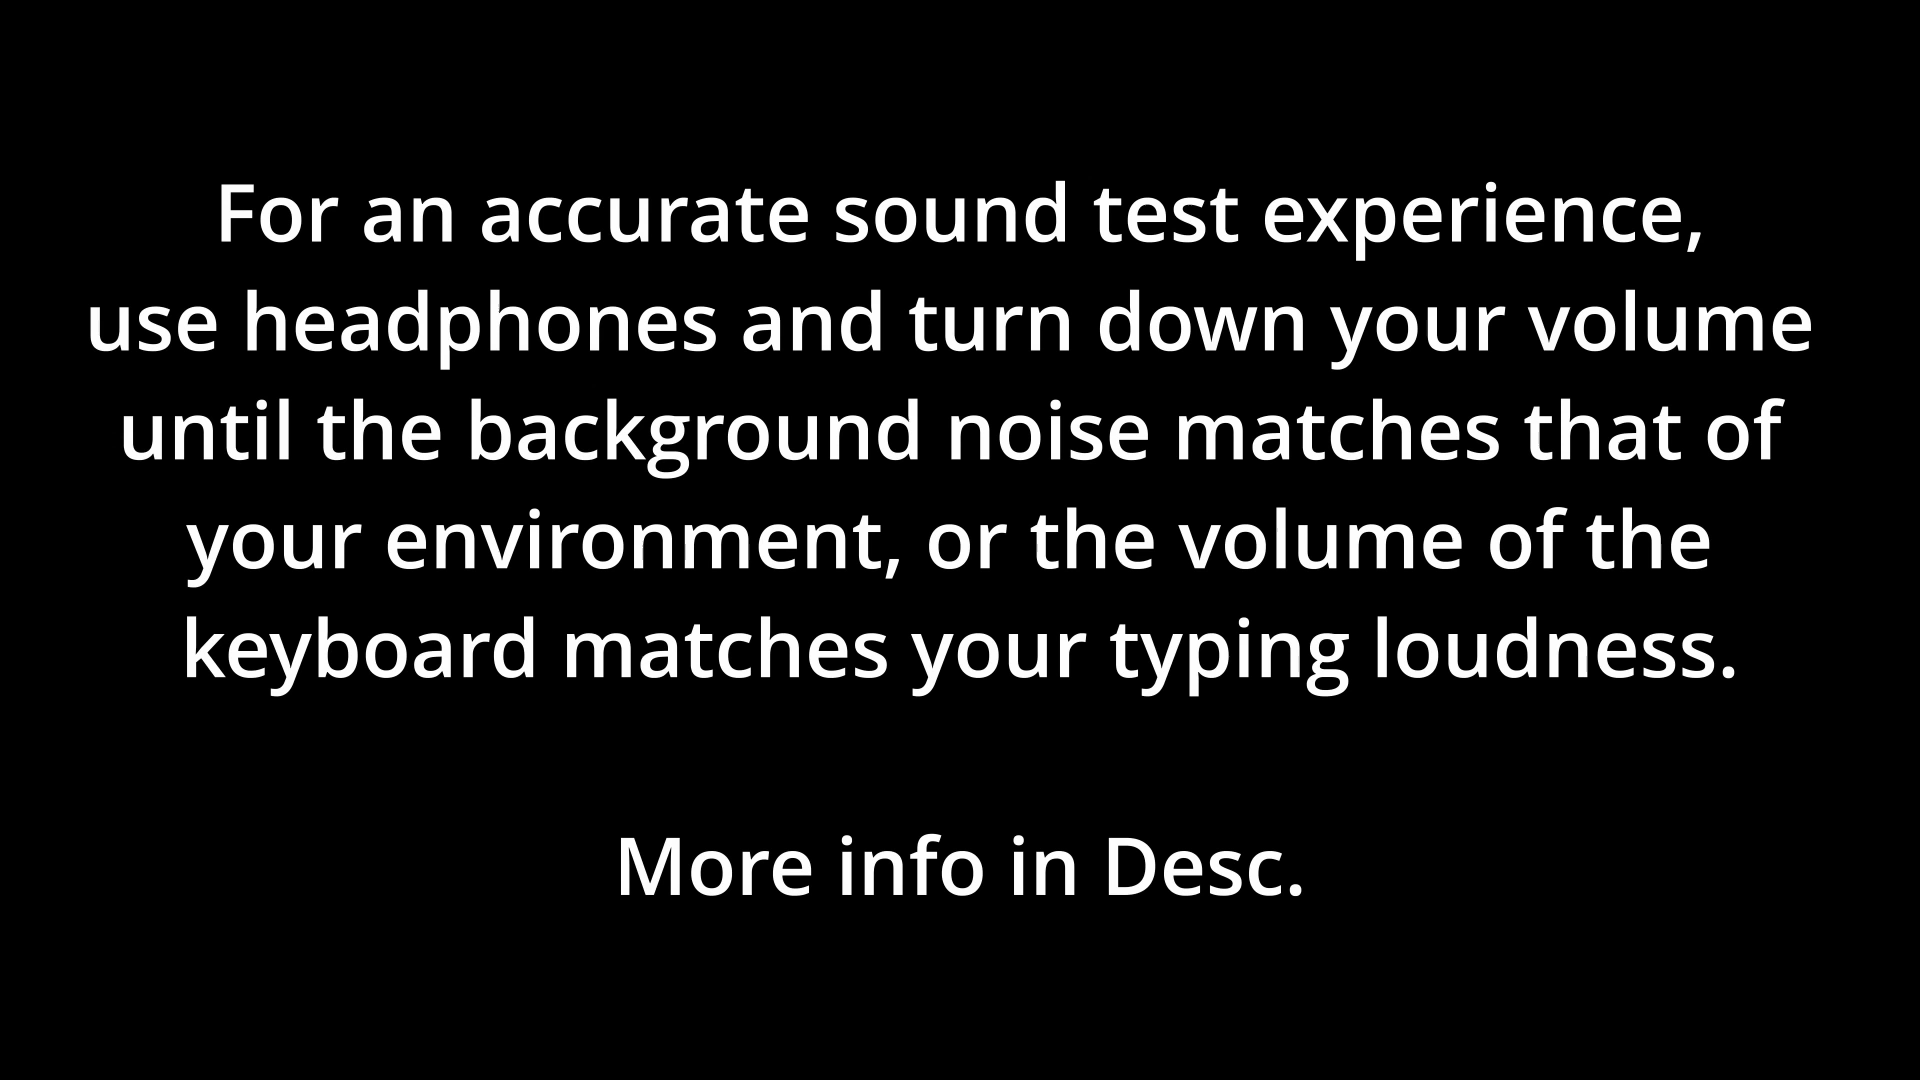 For an accurate sound test experience,
use headphones and turn down your volume
until the background noise matches that of
your environment, or the volume of the
keyboard matches your typing loudness.
More info in Desc.